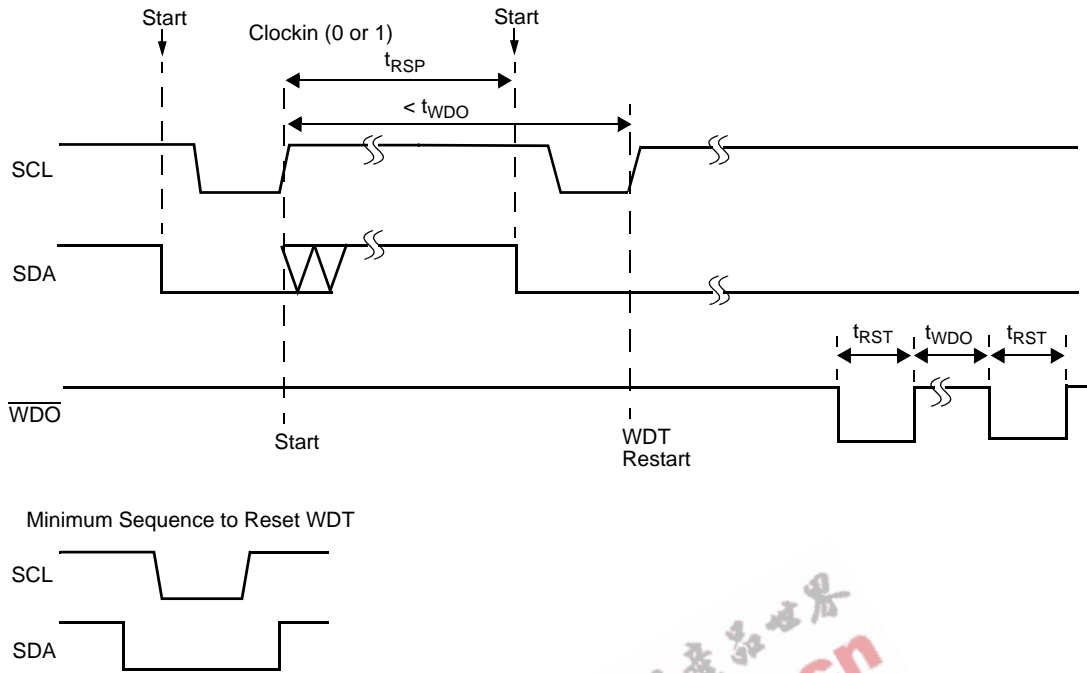 Start
Start
Clockin (0 or 1)
tRSP
< tWDO
SCL
SDA
tRST
tWDO
tRST
WDO
Start
WDT
Restart
Minimum Sequence to Reset WDT
SCL
SDA